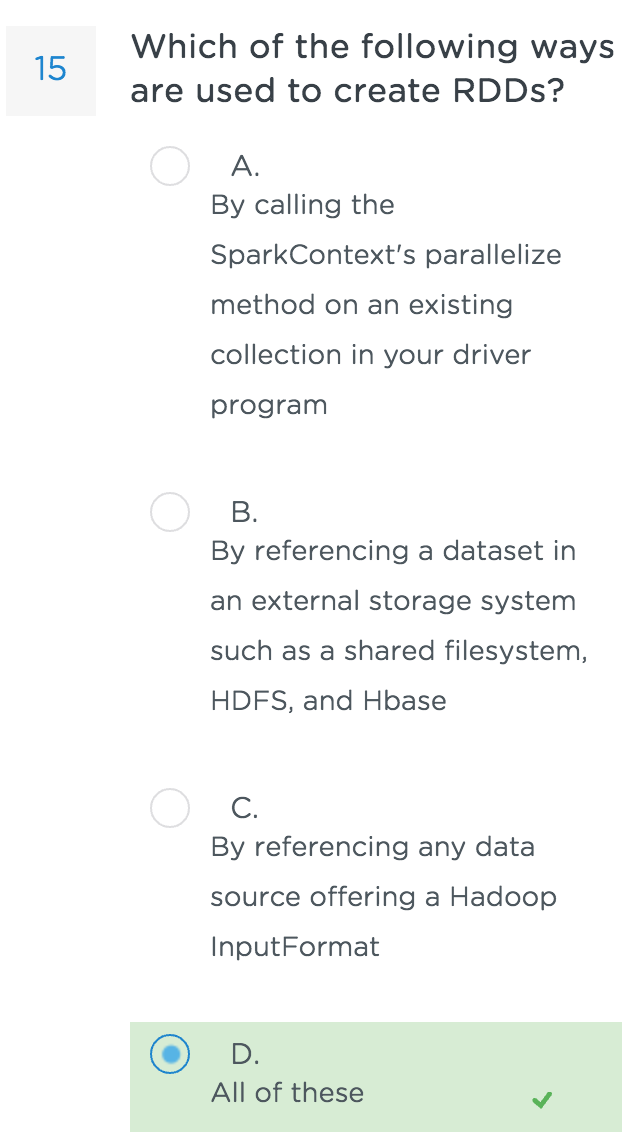 15
Which of the following ways
are used to create RDDs?
A.
By calling the
SparkContext's parallelize
method on an existing
collection in your driver
program
B.
By referencing a dataset in
an external storage system
such as a shared filesystem,
HDFS, and Hbase
C.
By referencing any data
source offering a Hadoop
InputFormat
D.
All of these